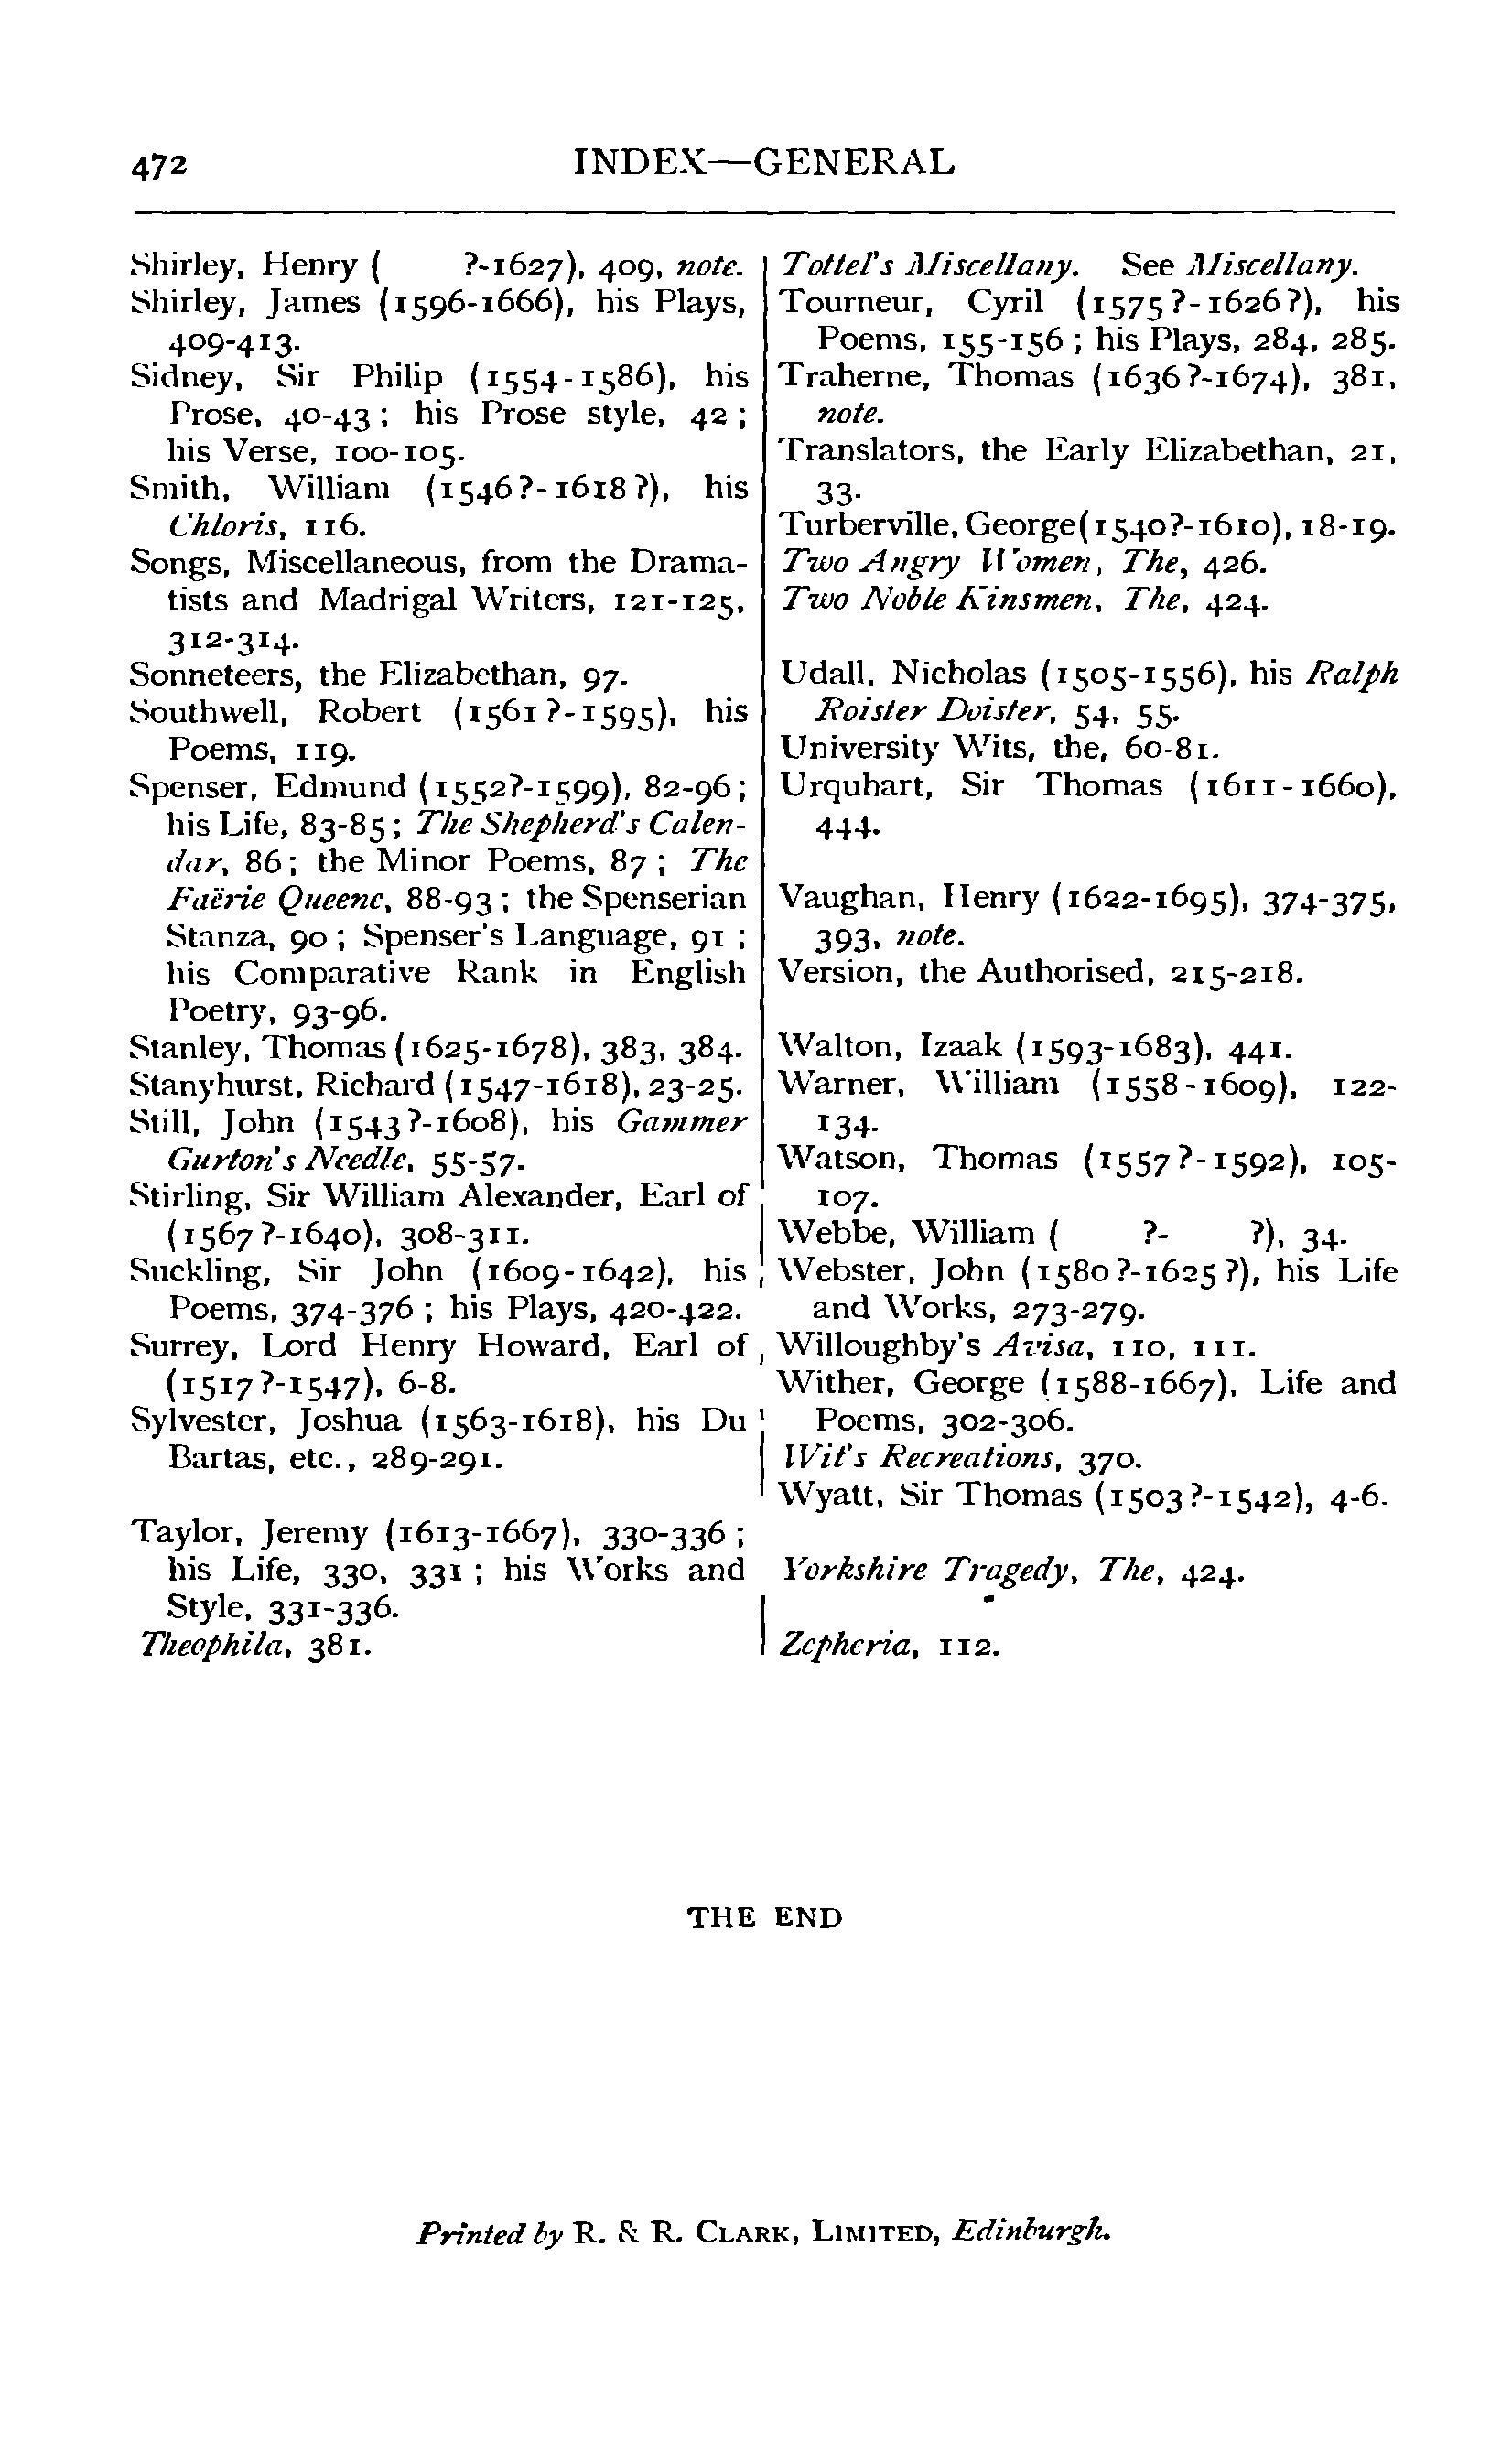 472
INDEX—GENERAL
Shirley, Henry ( ?-1627), 409, note.
Shirley, James (1596-1666), his Plays,
409-413.
Sidney, Sir Philip (1554-1586), his
Prose, 40-43 ; his Prose style, 42 ;
his Verse, 100-105.
Smith, William (1546?-1618?), his
Chloris, 116.
Songs, Miscellaneous, from the Drama-
tists and Madrigal Writers, 121-125,
312-314.
Sonneteers, the Elizabethan, 97.
Southwell, Robert (1561?-1595), his
Poems, 119.
Spenser, Edmund (1552?-1599), 82-96;
his Life, 83-85 ; The Shepherd's Calen-
dar, 86 ; the Minor Poems, 87 ; The
Faërie Queene, 88-93 ; the Spenserian
Stanza, 90 ; Spenser's Language, 91 ;
his Comparative Rank in English
Poetry, 93-96.
Stanley, Thomas (1625-1678), 383, 384.
Stanyhurst, Richard (1547-1618), 23-25.
Still, John (1543?-1608), his Gammer
Gurton's Needle, 55-57.
Stirling, Sir William Alexander, Earl of
(1567?-1640), 308-311.
Suckling, Sir John (1609-1642), his
Poems, 374-376 ; his Plays, 420-422.
Surrey, Lord Henry Howard, Earl of
(1517?-1547), 6-8.
Sylvester, Joshua (1563-1618), his Du
Bartas, etc., 289-291.
Taylor, Jeremy (1613-1667), 330-336 ;
his Life, 330, 331 ; his Works and
Style, 331-336.
Theophila, 381.
Tottel's Miscellany. See Miscellany.
Tourneur, Cyril (1575?-1626?), his
Poems, 155-156 ; his Plays, 284, 285.
Traherne, Thomas (1636?-1674), 381,
note.
Translators, the Early Elizabethan, 21,
33.
Turberville, George (1540?-1610), 18-19.
Two Angry Women, The, 426.
Two Noble Kinsmen, The, 424.
Udall, Nicholas (1505-1556), his Ralph
Roister Doister, 54, 55.
University Wits, the, 60-81.
Urquhart, Sir Thomas (1611-1660),
444.
Vaughan, Henry (1622-1695), 374-375,
393, note.
Version, the Authorised, 215-218.
Walton, Izaak (1593-1683), 441.
Warner, William (1558-1609), 122-
134.
Watson, Thomas (1557?-1592), 105-
107.
Webbe, William ( ?- ?), 34.
Webster, John (1580?-1625?), his Life
and Works, 273-279.
Willoughby's Avisa, 110, 111.
Wither, George (1588-1667), Life and
Poems, 302-306.
Wit's Recreations, 370.
Wyatt, Sir Thomas (1503?-1542), 4-6.
Yorkshire Tragedy, The, 424.
Zepheria, 112.
THE END
Printed by R. & R. CLARK, LIMITED, Edinburgh.